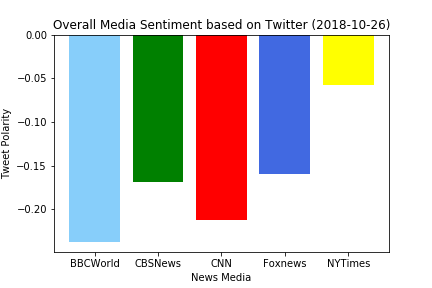 Overall Media Sentiment based on Twitter (2018-10-26)
Tweet Polarity
0.00
−0.05
−0.10
−0.15
−0.20
BBCWorld CBSNews CNN Foxnews NYTimes
News Media